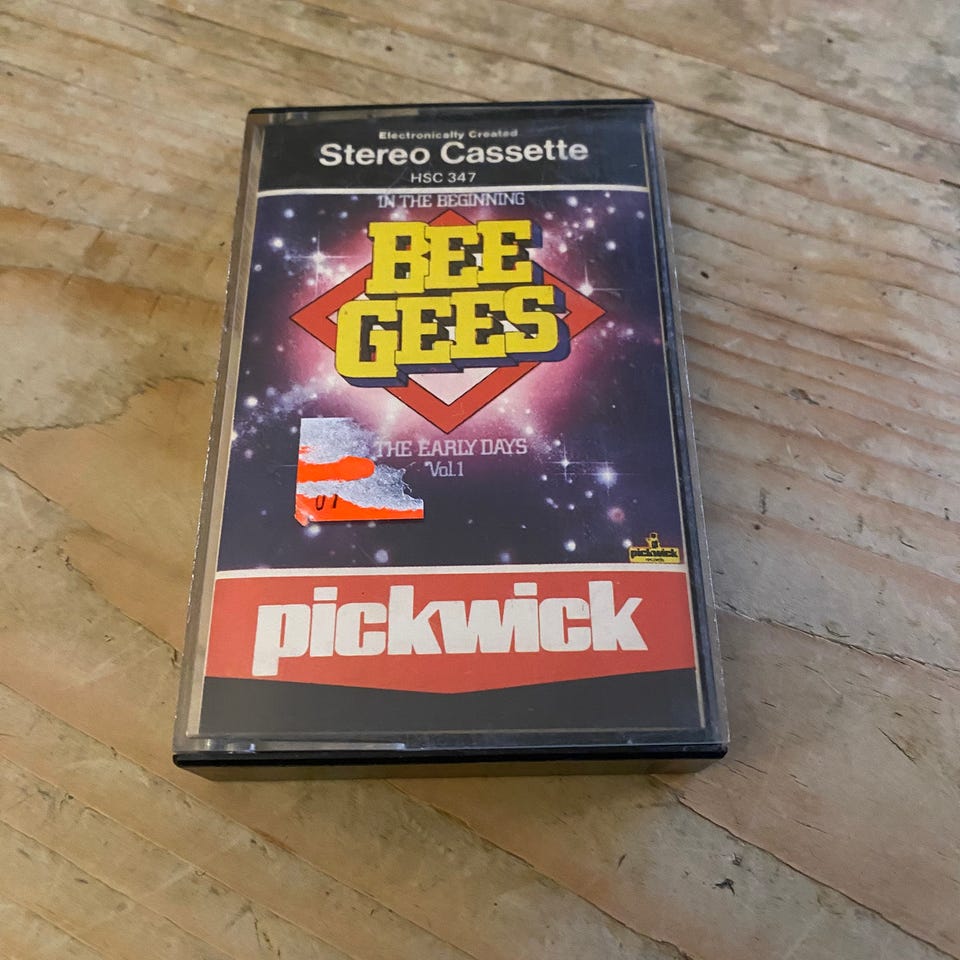 Electronically Created
Stereo Cassette
HSC 347
IN THE BEGINNING
BEE
GEES
THE EARLY DAYS
Vol.1
pickwick
pickwick